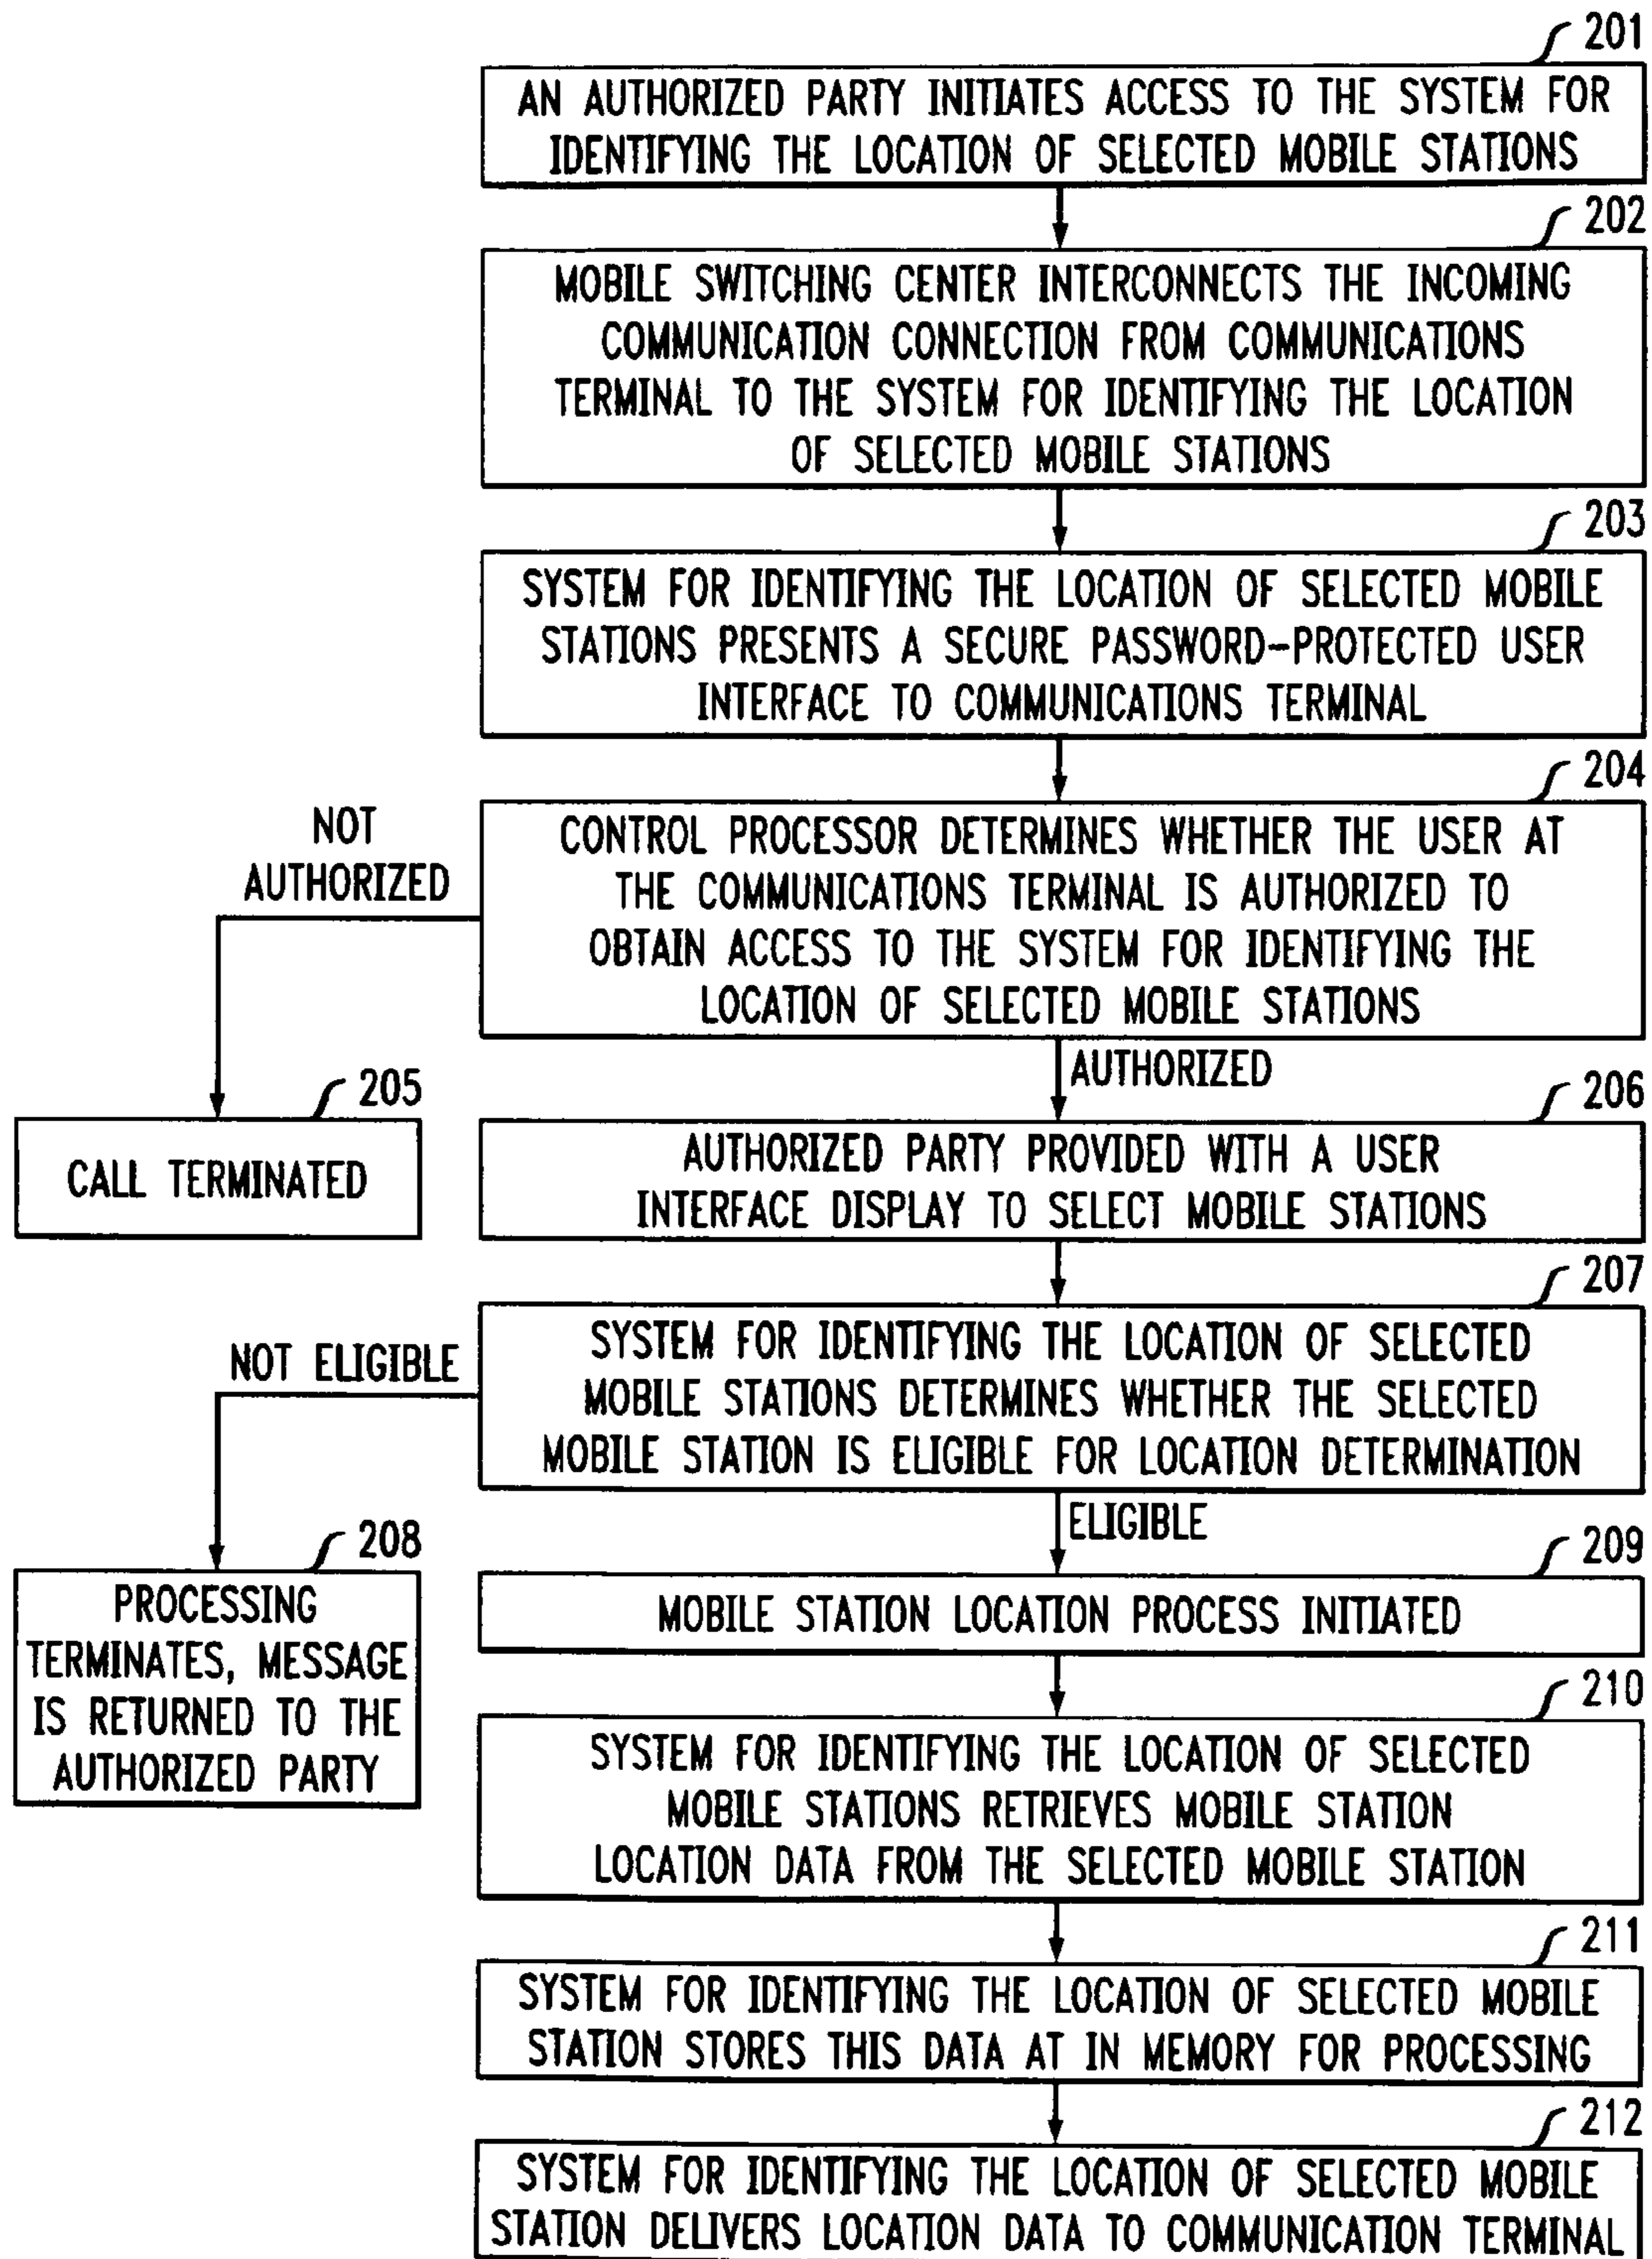 201
AN AUTHORIZED PARTY INITIATES ACCESS TO THE SYSTEM FOR
IDENTIFYING THE LOCATION OF SELECTED MOBILE STATIONS
202
MOBILE SWITCHING CENTER INTERCONNECTS THE INCOMING
COMMUNICATION CONNECTION FROM COMMUNICATIONS
TERMINAL TO THE SYSTEM FOR IDENTIFYING THE LOCATION
OF SELECTED MOBILE STATIONS
203
SYSTEM FOR IDENTIFYING THE LOCATION OF SELECTED MOBILE
STATIONS PRESENTS A SECURE PASSWORD-PROTECTED USER
INTERFACE TO COMMUNICATIONS TERMINAL
204
CONTROL PROCESSOR DETERMINES WHETHER THE USER AT
THE COMMUNICATIONS TERMINAL IS AUTHORIZED TO
OBTAIN ACCESS TO THE SYSTEM FOR IDENTIFYING THE
LOCATION OF SELECTED MOBILE STATIONS
NOT
AUTHORIZED
205
CALL TERMINATED
AUTHORIZED
206
AUTHORIZED PARTY PROVIDED WITH A USER
INTERFACE DISPLAY TO SELECT MOBILE STATIONS
207
SYSTEM FOR IDENTIFYING THE LOCATION OF SELECTED
MOBILE STATIONS DETERMINES WHETHER THE SELECTED
MOBILE STATION IS ELIGIBLE FOR LOCATION DETERMINATION
NOT ELIGIBLE
208
PROCESSING
TERMINATES, MESSAGE
IS RETURNED TO THE
AUTHORIZED PARTY
ELIGIBLE
209
MOBILE STATION LOCATION PROCESS INITIATED
210
SYSTEM FOR IDENTIFYING THE LOCATION OF SELECTED
MOBILE STATIONS RETRIEVES MOBILE STATION
LOCATION DATA FROM THE SELECTED MOBILE STATION
211
SYSTEM FOR IDENTIFYING THE LOCATION OF SELECTED MOBILE
STATION STORES THIS DATA AT IN MEMORY FOR PROCESSING
212
SYSTEM FOR IDENTIFYING THE LOCATION OF SELECTED MOBILE
STATION DELIVERS LOCATION DATA TO COMMUNICATION TERMINAL